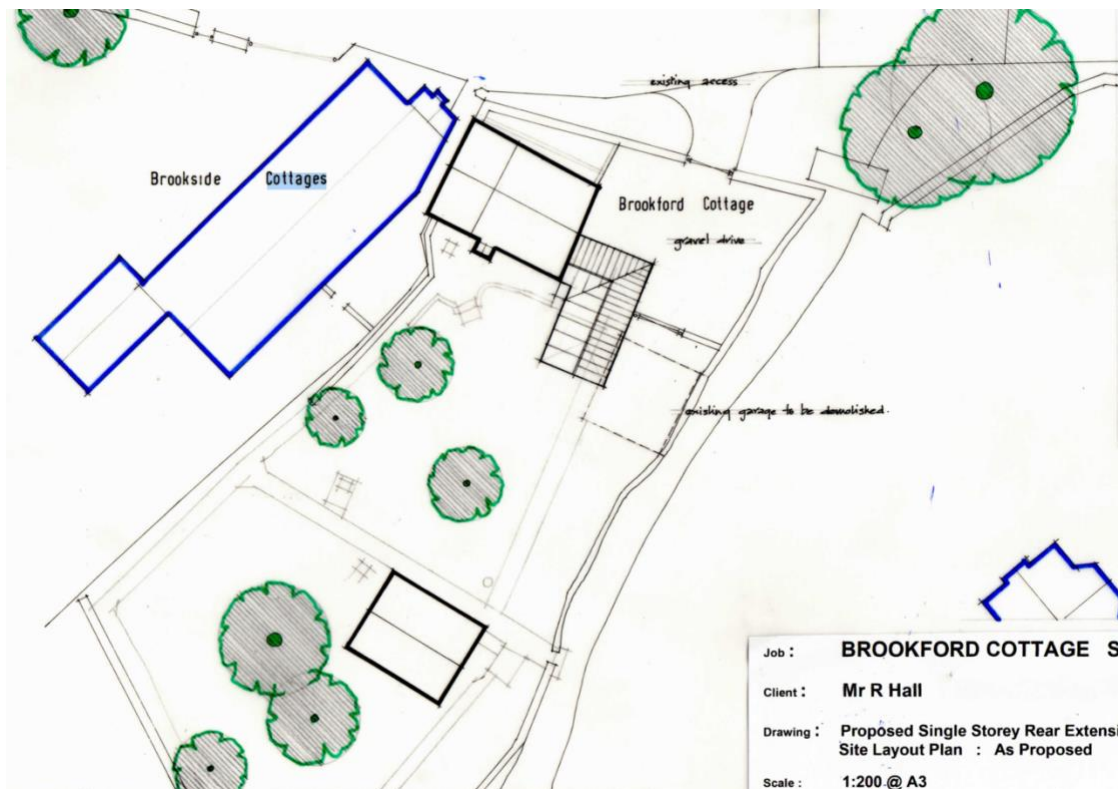 existing access
Brookside Cottages
Brookford Cottage
gravel drive
existing garage to be demolished.
Job : BROOKFORD COTTAGE S
Client : Mr R Hall
Drawing : Proposed Single Storey Rear Extensi
Site Layout Plan : As Proposed
Scale : 1:200 @ A3